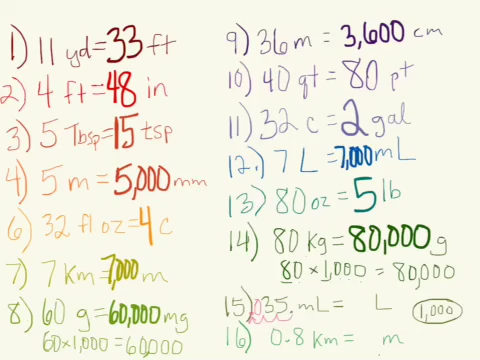 1) 11 yd = 33 ft
2) 4 ft = 48 in
3) 5 Tbsp = 15 tsp
4) 5 m = 5,000 mm
6) 32 fl oz = 4 c
7) 7 Km = 7,000 m
8) 60 g = 60,000 mg
60 × 1,000 = 60,000
9) 36 m = 3,600 cm
10) 40 qt = 80 pt
11) 32 c = 2 gal
12.) 7 L = 7,000 mL
13) 80 oz = 5 lb
14) 80 kg = 80,000 g
80 × 1,000 = 80,000
15) .035. mL = L 1,000
16) 0.8 Km = m